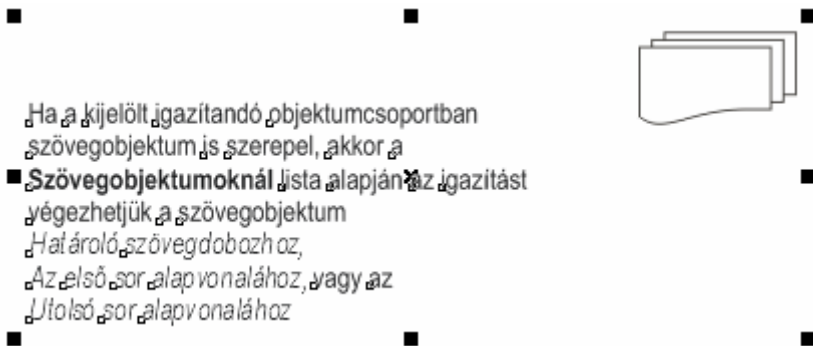 Ha a kijelölt igazítandó objektumcsoportban
szövegobjektum is szerepel, akkor a
Szövegobjektumoknál lista alapján az igazítást
végezhetjük a szövegobjektum
Határoló szövegdobozhoz,
Az első sor alapvonalához, vagy az
Utolsó sor alapvonalához